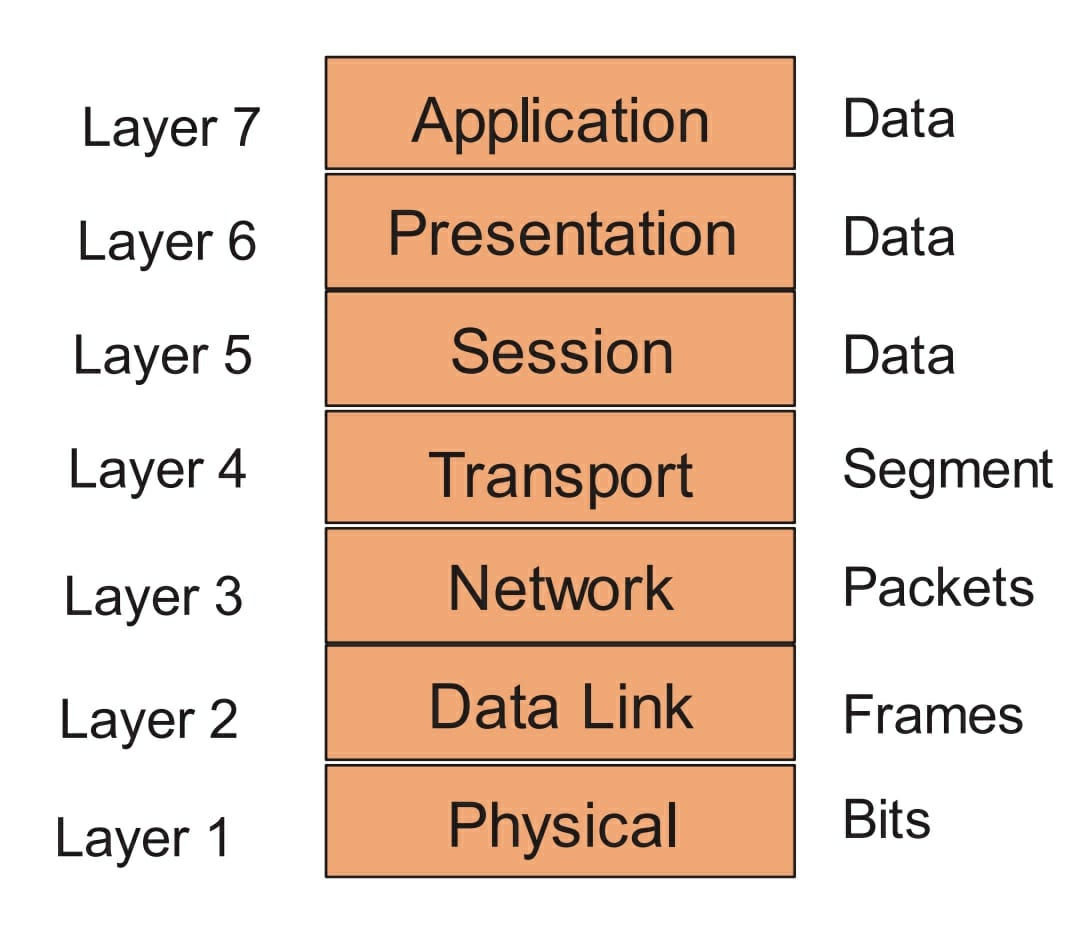 Layer 7 Application Data
Layer 6 Presentation Data
Layer 5 Session Data
Layer 4 Transport Segment
Layer 3 Network Packets
Layer 2 Data Link Frames
Layer 1 Physical Bits